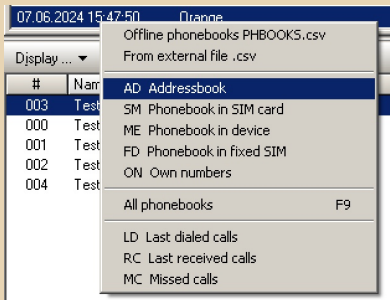 07.06.2024 15:47:50 Orange
Offline phonebooks PHBOOKS.csv
From external file .csv
Display ...
# Nam
AD Addressbook
003 Test
SM Phonebook in SIM card
000 Test
ME Phonebook in device
001 Test
FD Phonebook in fixed SIM
002 Test
ON Own numbers
004 Test
All phonebooks F9
LD Last dialed calls
RC Last received calls
MC Missed calls